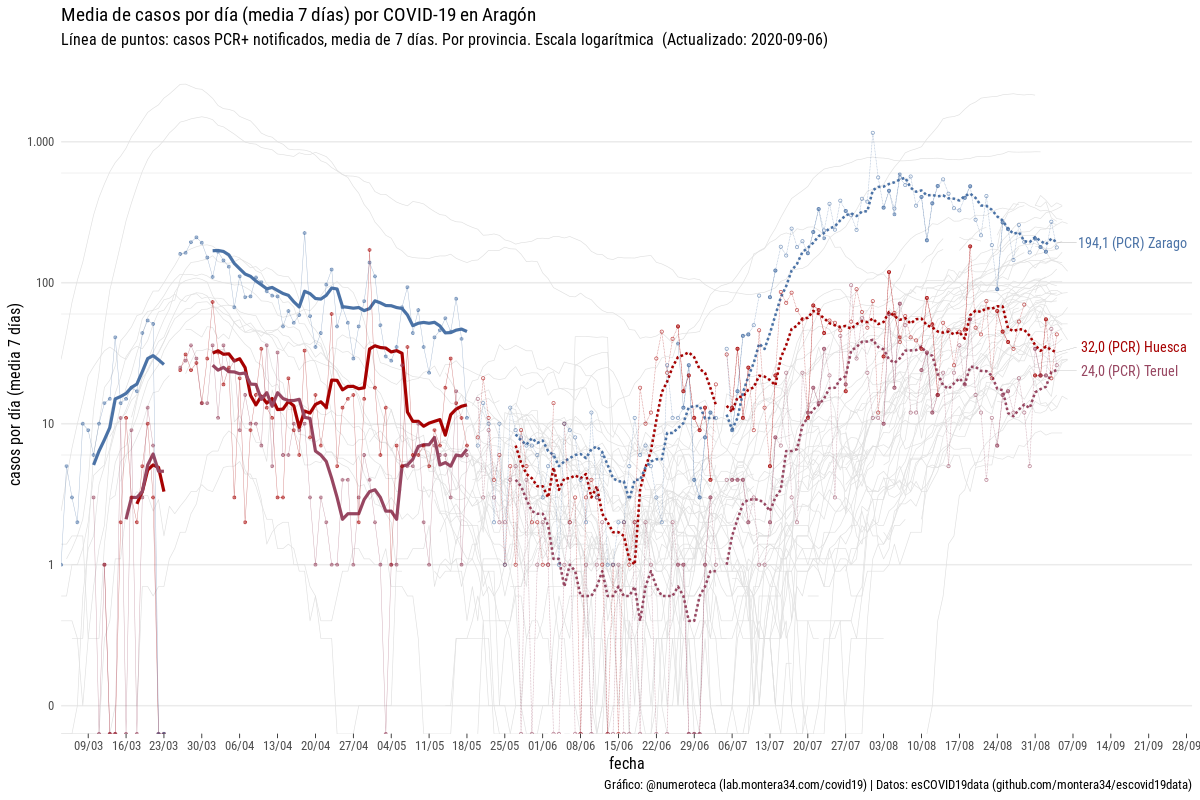 Media de casos por día (media 7 días) por COVID-19 en Aragón
Línea de puntos: casos PCR+ notificados, media de 7 días. Por provincia. Escala logarítmica (Actualizado: 2020-09-06)
casos por día (media 7 días)
1.000
100
10
1
0
194,1 (PCR) Zarago
32,0 (PCR) Huesca
24,0 (PCR) Teruel
09/03 16/03 23/03 30/03 06/04 13/04 20/04 27/04 04/05 11/05 18/05 25/05 01/06 08/06 15/06 22/06 29/06 06/07 13/07 20/07 27/07 03/08 10/08 17/08 24/08 31/08 07/09 14/09 21/09 28/09
fecha
Gráfico: @numeroteca (lab.montera34.com/covid19) | Datos: esCOVID19data (github.com/montera34/escovid19data)